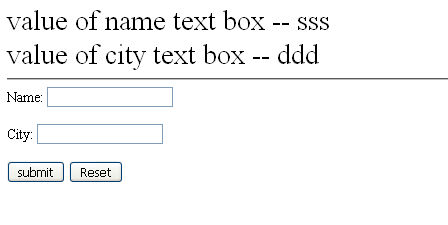 value of name text box -- sss
value of city text box -- ddd
Name:
City:
submit Reset